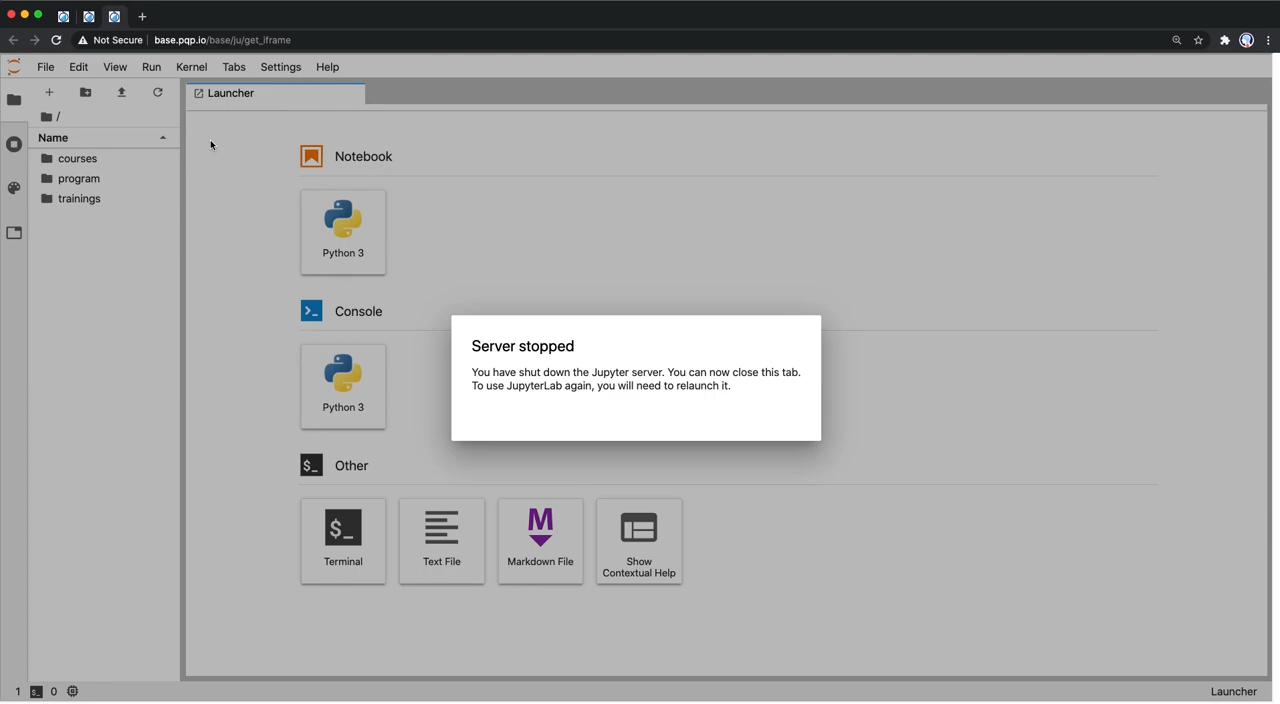 Not Secure base.pqp.io/base/ju/get_iframe
File Edit View Run Kernel Tabs Settings Help
Launcher
/
Name
courses
program
trainings
Notebook
Python 3
Console
Python 3
Server stopped
You have shut down the Jupyter server. You can now close this tab.
To use JupyterLab again, you will need to relaunch it.
$_ Other
$_
M
Terminal
Text File
Markdown File
Show
Contextual Help
1 $_ 0
Launcher